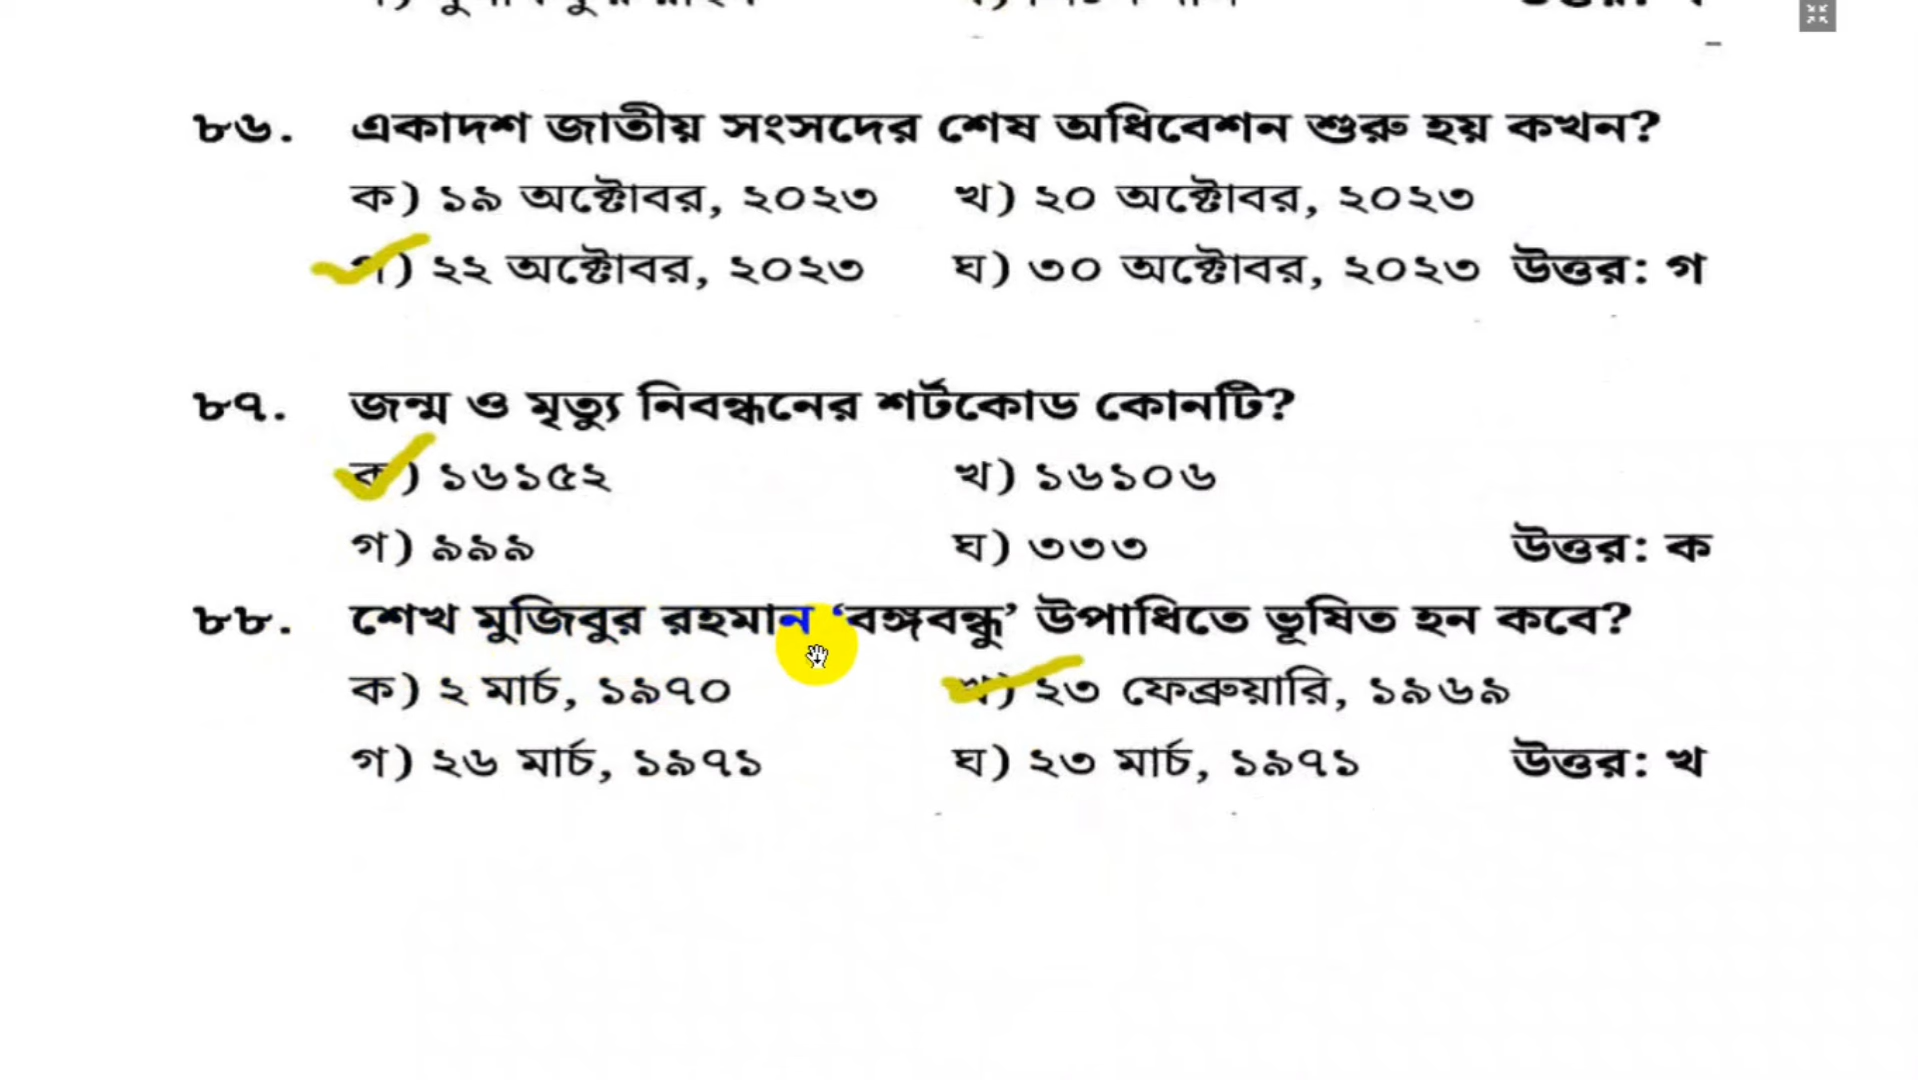 ৮৬. একাদশ জাতীয় সংসদের শেষ অধিবেশন শুরু হয় কখন?
ক) ১৯ অক্টোবর, ২০২৩ খ) ২০ অক্টোবর, ২০২৩
গ) ২২ অক্টোবর, ২০২৩ ঘ) ৩০ অক্টোবর, ২০২৩ উত্তর: গ
৮৭. জন্ম ও মৃত্যু নিবন্ধনের শর্টকোড কোনটি?
ক) ১৬১৫২ খ) ১৬১০৬
গ) ৯৯৯ ঘ) ৩৩৩ উত্তর: ক
৮৮. শেখ মুজিবুর রহমান ‘বঙ্গবন্ধু’ উপাধিতে ভূষিত হন কবে?
ক) ২ মার্চ, ১৯৭০ খ) ২৩ ফেব্রুয়ারি, ১৯৬৯
গ) ২৬ মার্চ, ১৯৭১ ঘ) ২৩ মার্চ, ১৯৭১ উত্তর: খ